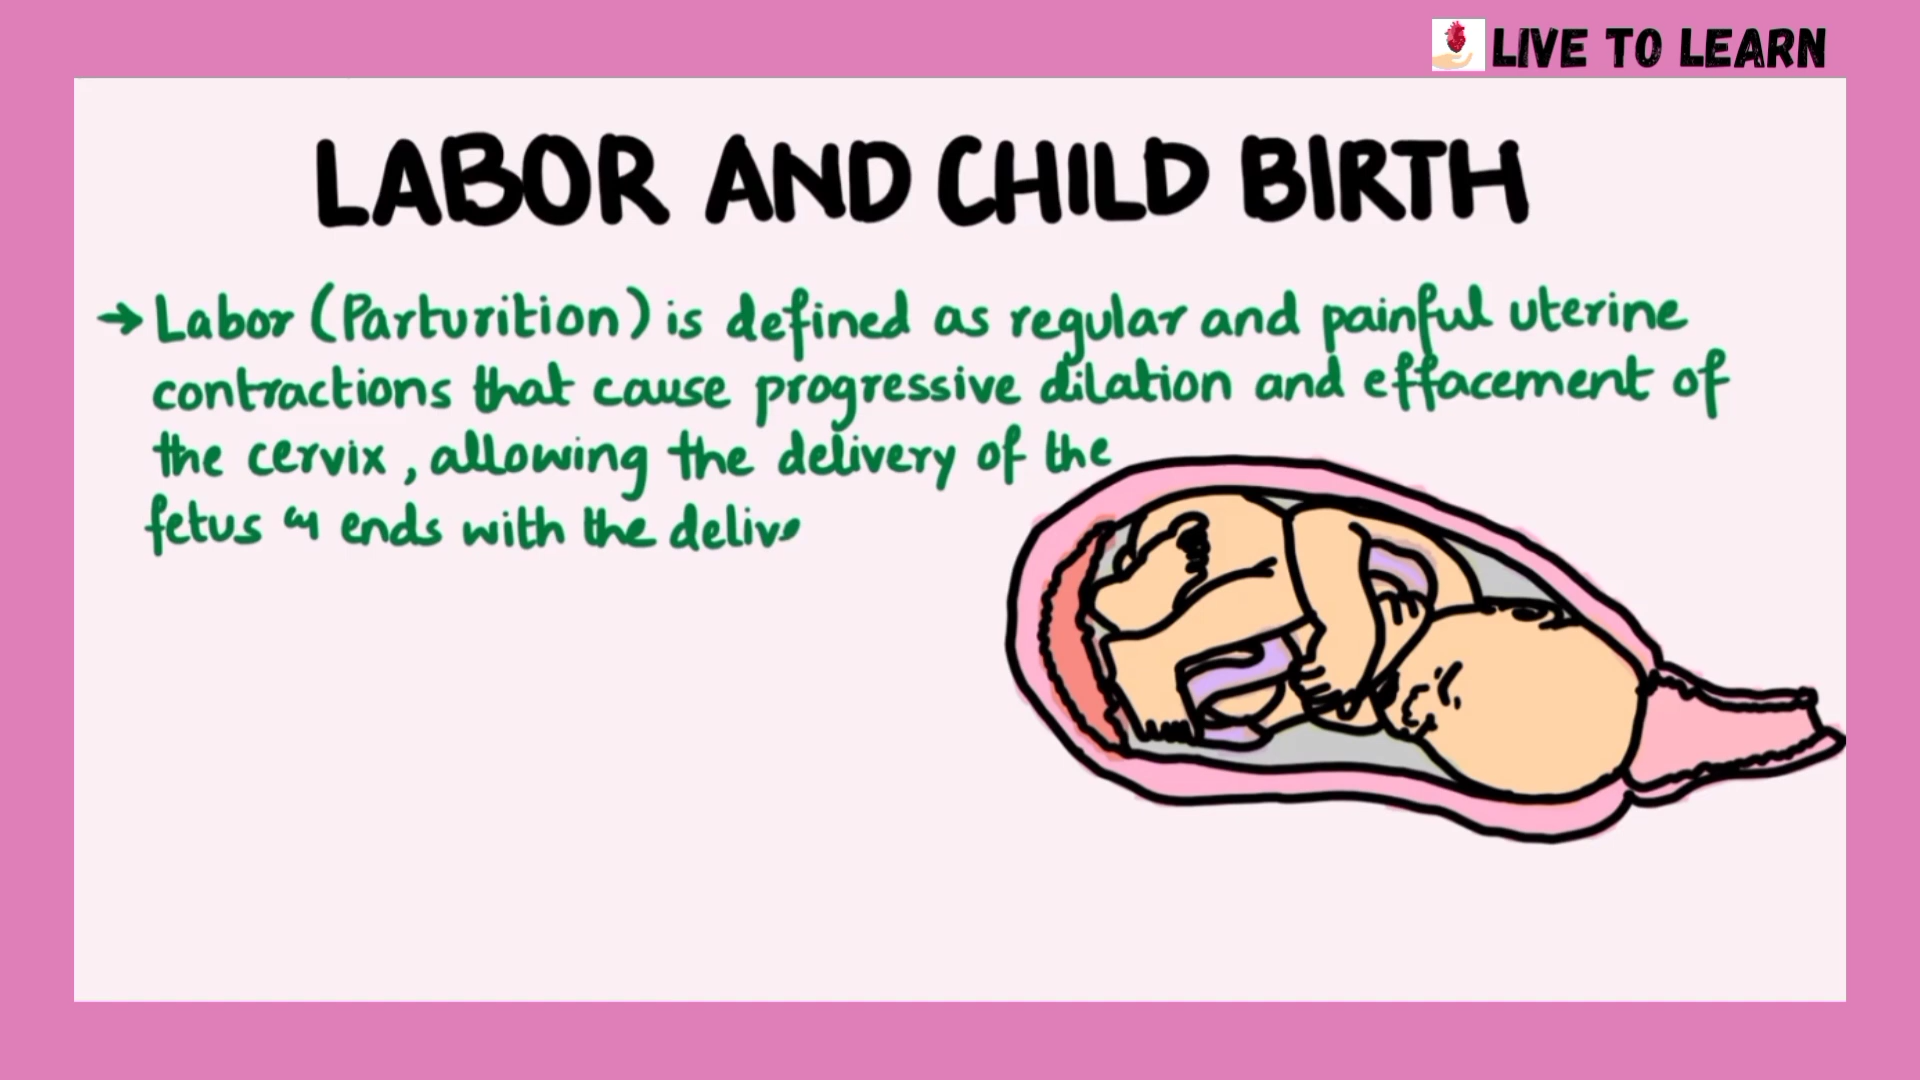 LIVE TO LEARN
LABOR AND CHILD BIRTH
→ Labor (Parturition) is defined as regular and painful uterine
contractions that cause progressive dilation and effacement of
the cervix, allowing the delivery of the
fetus ends with the deliv